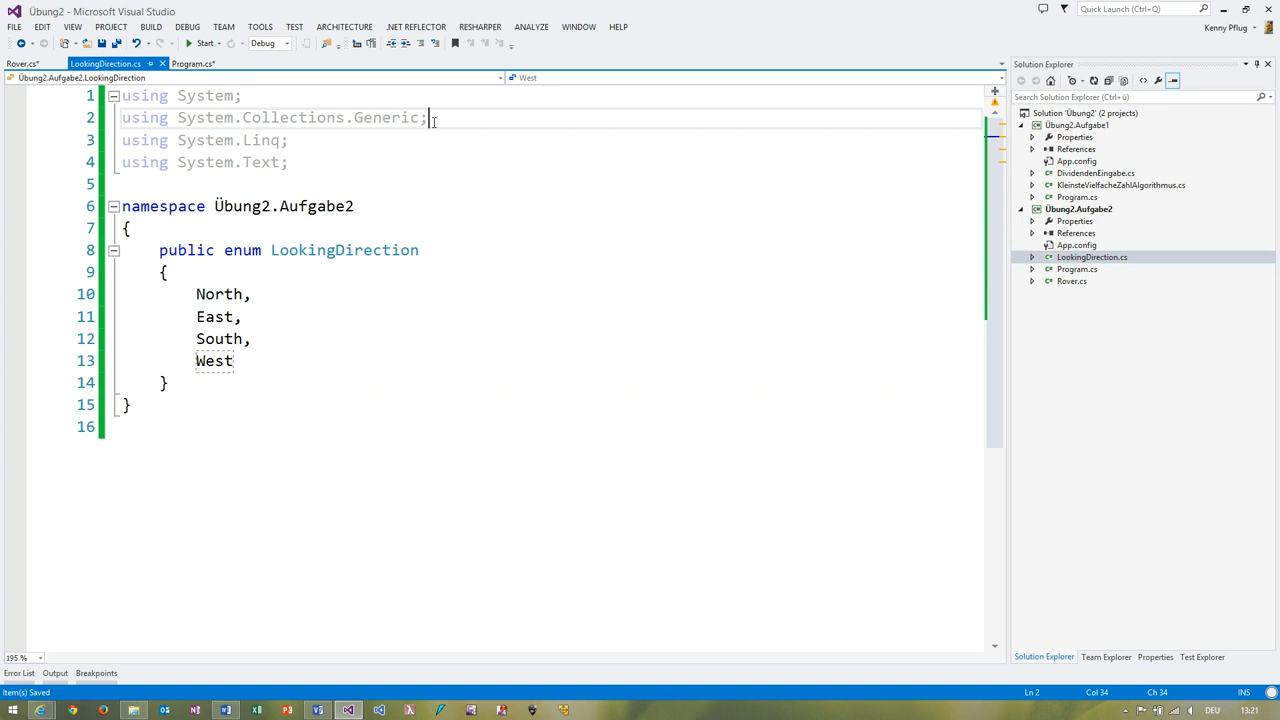 Übung2 - Microsoft Visual Studio
Quick Launch (Ctrl+Q)
FILE EDIT VIEW PROJECT BUILD DEBUG TEAM TOOLS ARCHITECTURE .NET REFLECTOR RESHARPER ANALYZE WINDOW HELP
Kenny Pflug
Start
Debug
Rover.cs*
LookingDirection.cs
Program.cs*
Übung2.Aufgabe2.LookingDirection
West
1 using System;
2 using System.Collections.Generic;
3 using System.Linq;
4 using System.Text;
5
6 namespace Übung2.Aufgabe2
7 {
8 public enum LookingDirection
9 {
10 North,
11 East,
12 South,
13 West
14 }
15 }
16
195 %
Solution Explorer
Search Solution Explorer (Ctrl+ü)
Solution 'Übung2' (2 projects)
Übung2.Aufgabe1
Properties
References
App.config
DividendenEingabe.cs
KleinsteVielfacheZahlAlgorithmus.cs
Program.cs
Übung2.Aufgabe2
Properties
References
App.config
LookingDirection.cs
Program.cs
Rover.cs
Solution Explorer Team Explorer Properties Test Explorer
Error List Output Breakpoints
Item(s) Saved
Ln 2
Col 34
Ch 34
INS
DEU
13:21